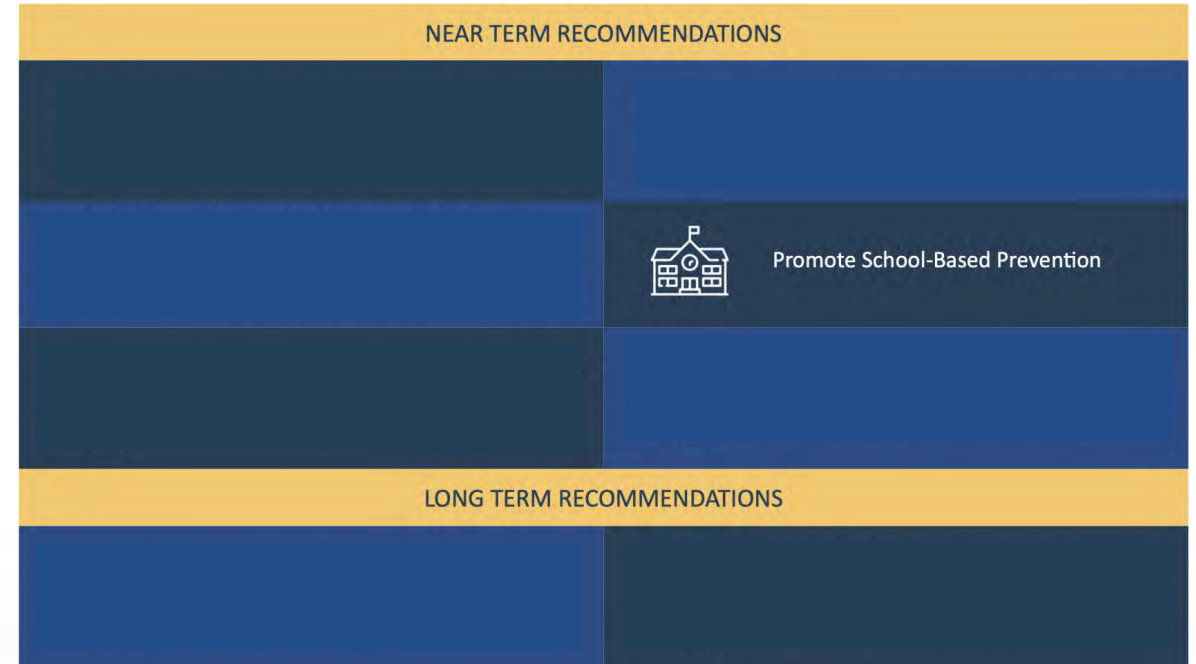 NEAR TERM RECOMMENDATIONS
Promote School-Based Prevention
LONG TERM RECOMMENDATIONS